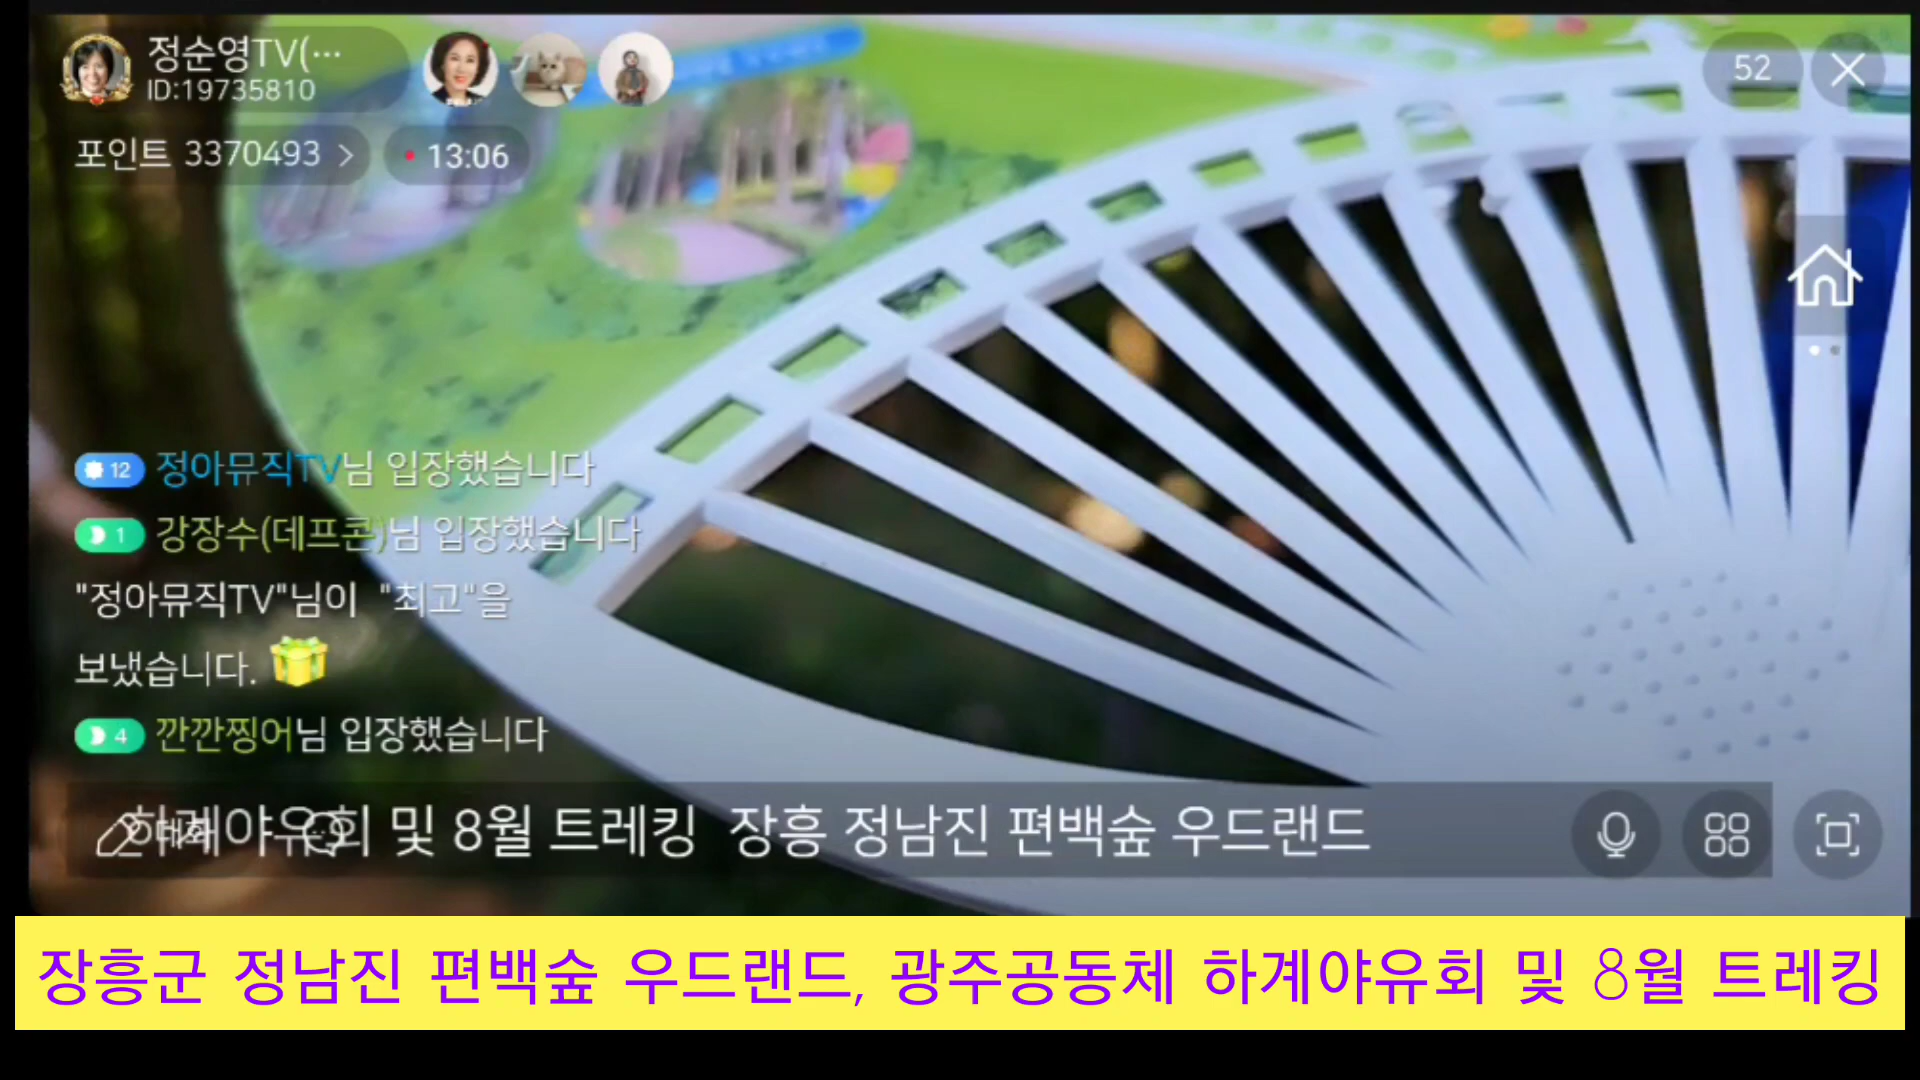 정순영TV(…
ID:19735810
52
포인트 3370493 >
13:06
12 정아뮤직TV님 입장했습니다
1 강장수(데프콘)님 입장했습니다
"정아뮤직TV"님이 "최고"을
보냈습니다.
4 깐깐찡어님 입장했습니다
하계야유회 및 8월 트레킹 장흥 정남진 편백숲 우드랜드
장흥군 정남진 편백숲 우드랜드, 광주공동체 하계야유회 및 8월 트레킹